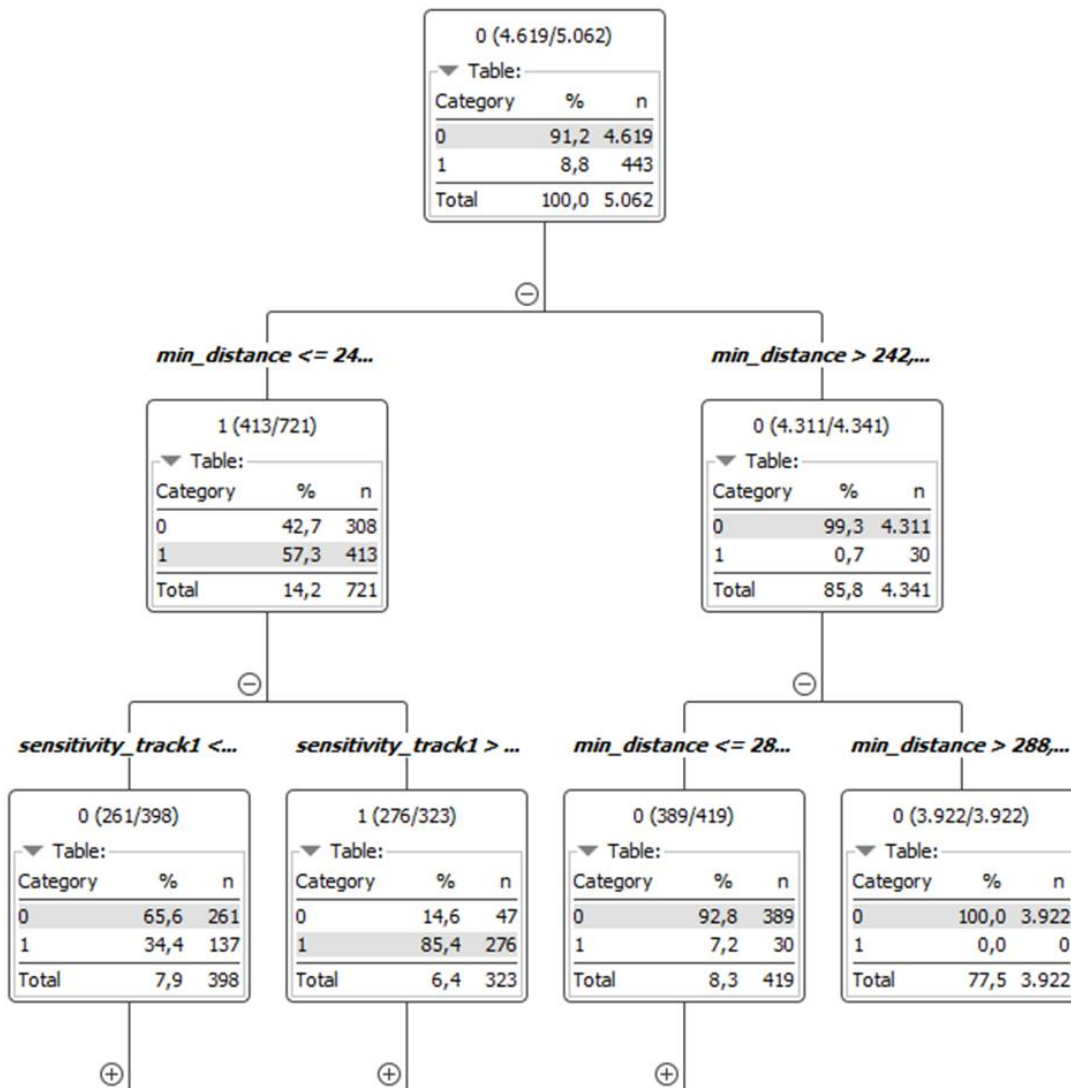 0 (4.619/5.062)
Table:
Category % n
0 91,2 4.619
1 8,8 443
Total 100,0 5.062
min_distance <= 24...
min_distance > 242,...
1 (413/721)
Table:
Category % n
0 42,7 308
1 57,3 413
Total 14,2 721
0 (4.311/4.341)
Table:
Category % n
0 99,3 4.311
1 0,7 30
Total 85,8 4.341
sensitivity_track1 <...
sensitivity_track1 > ...
min_distance <= 28...
min_distance > 288,...
0 (261/398)
Table:
Category % n
0 65,6 261
1 34,4 137
Total 7,9 398
1 (276/323)
Table:
Category % n
0 14,6 47
1 85,4 276
Total 6,4 323
0 (389/419)
Table:
Category % n
0 92,8 389
1 7,2 30
Total 8,3 419
0 (3.922/3.922)
Table:
Category % n
0 100,0 3.922
1 0,0 0
Total 77,5 3.922